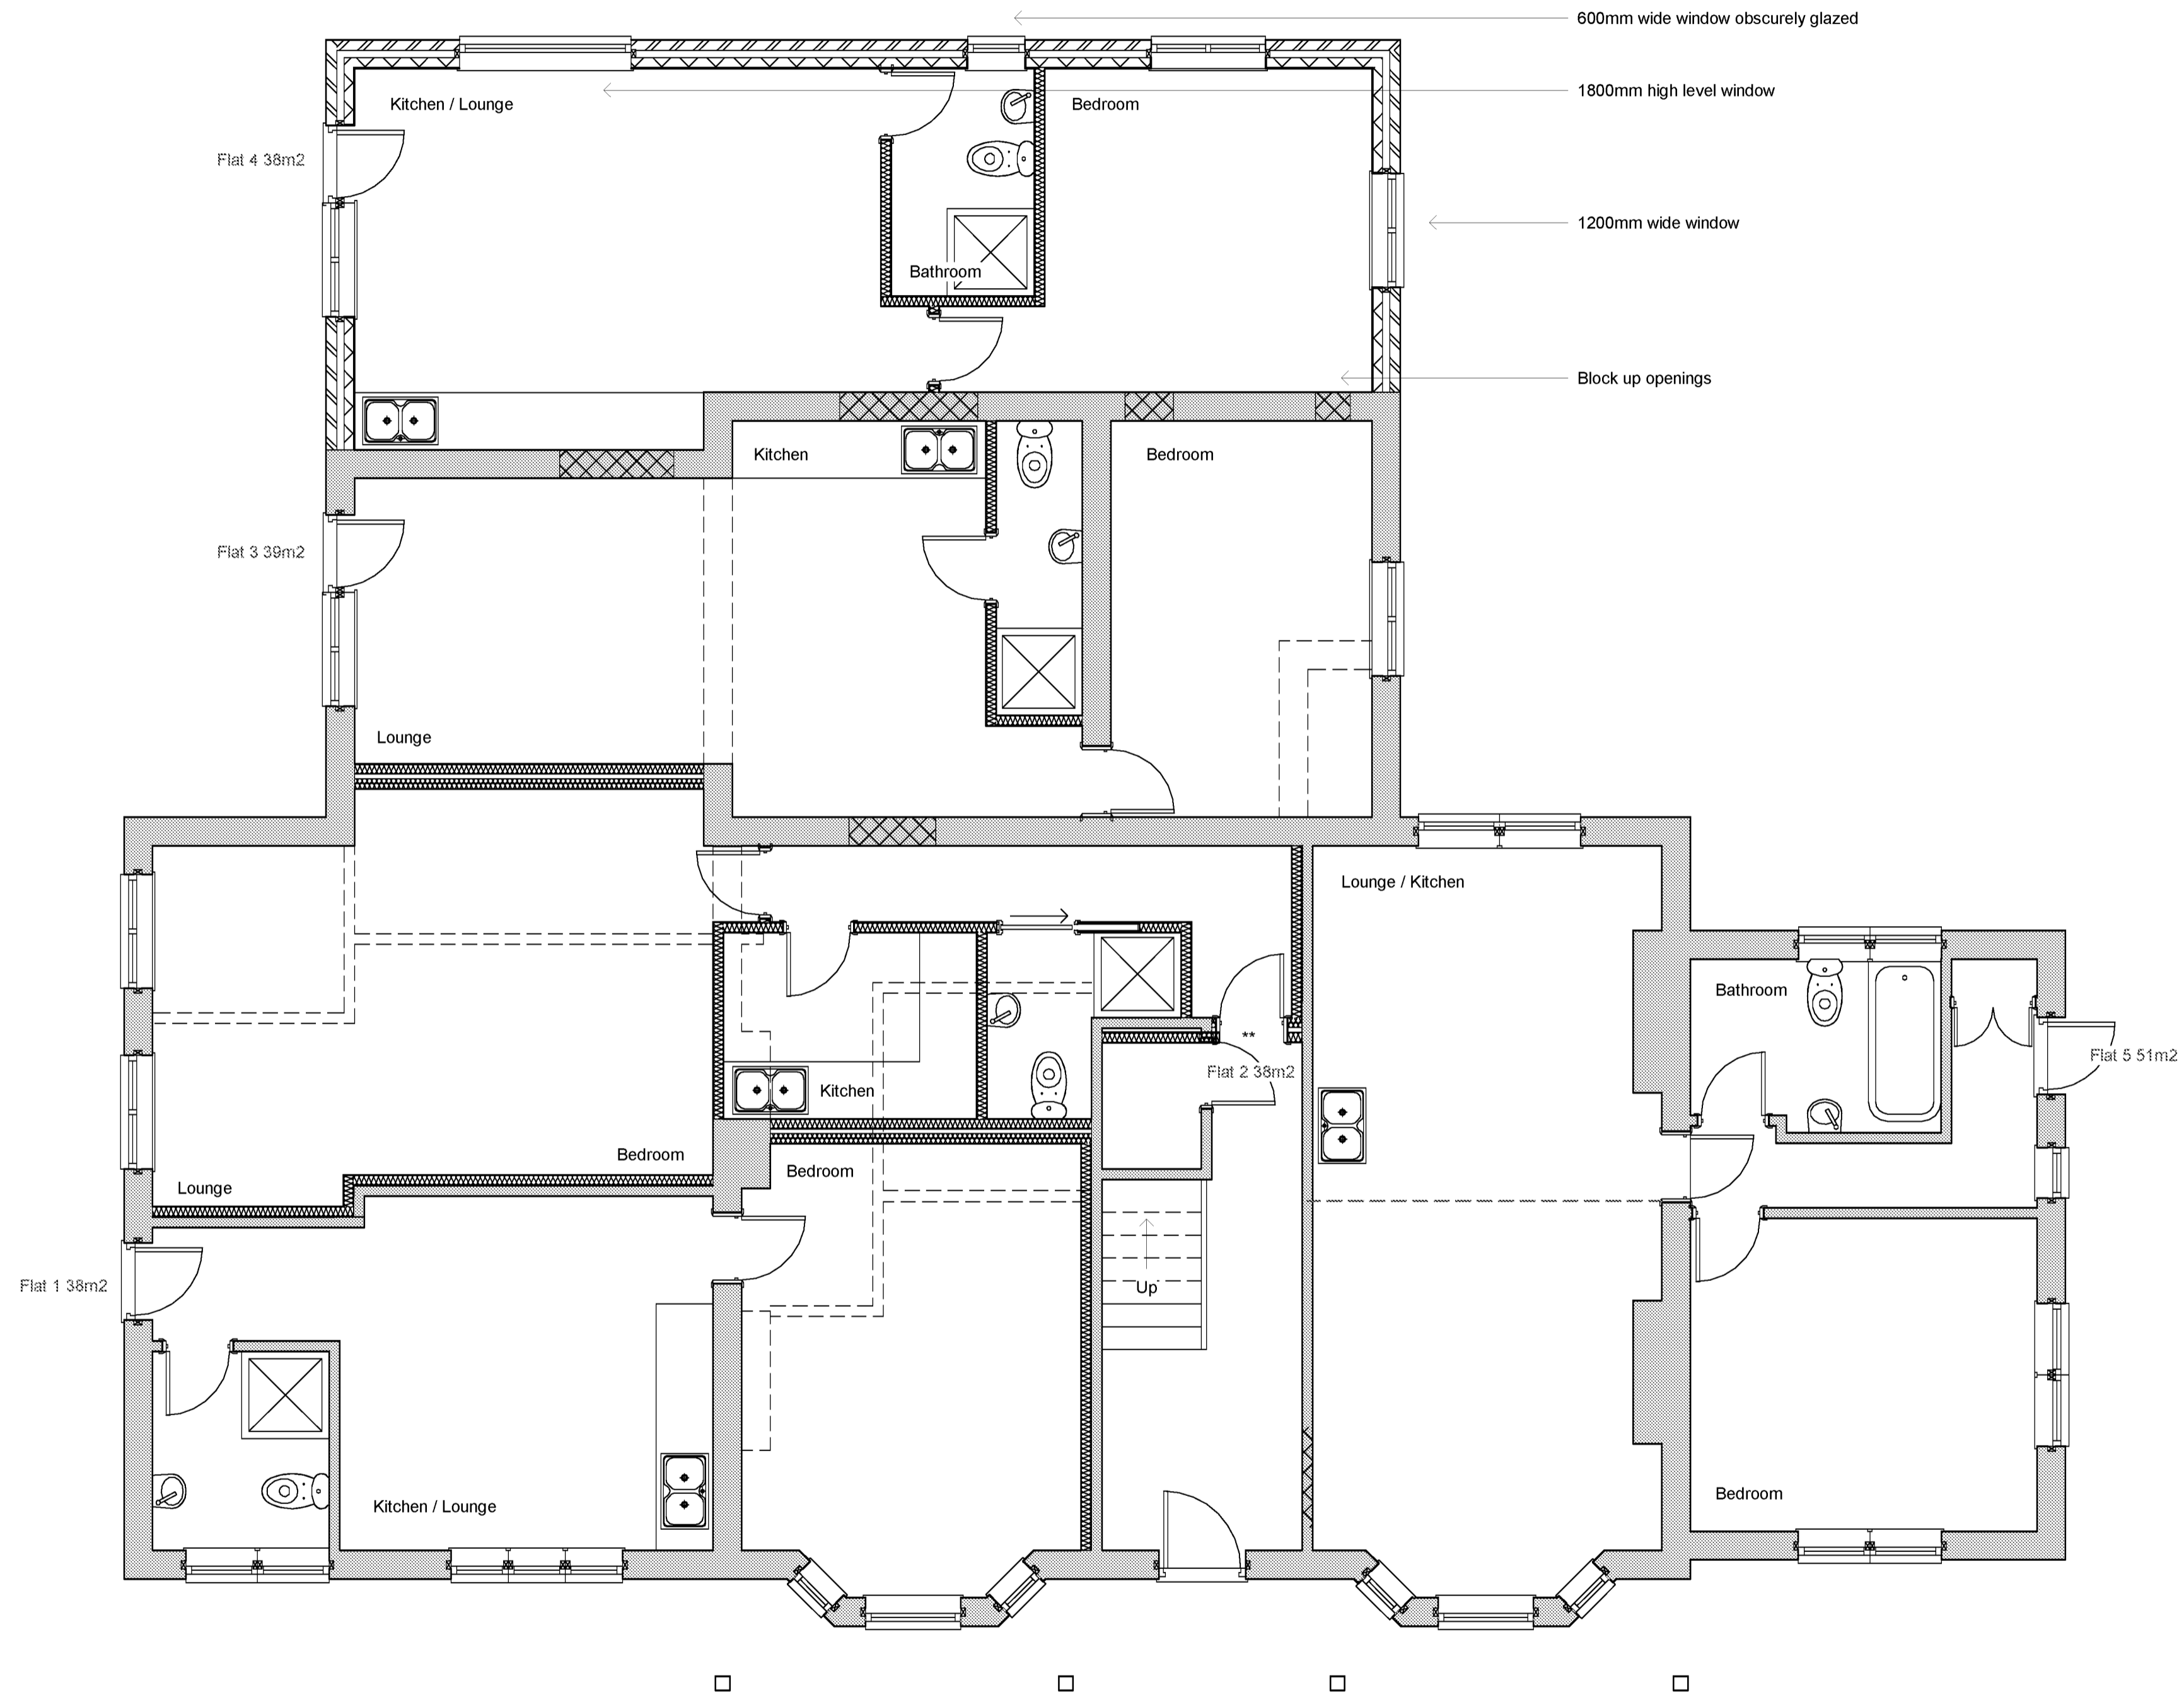 600mm wide window obscurely glazed
1800mm high level window
Kitchen / Lounge
Bedroom
Flat 4 38m2
1200mm wide window
Bathroom
Block up openings
Kitchen
Bedroom
Flat 3 39m2
Lounge
Lounge / Kitchen
Bathroom
**
Flat 5 51m2
Flat 2 38m2
Kitchen
Bedroom
Bedroom
Lounge
Flat 1 38m2
Up
Bedroom
Kitchen / Lounge